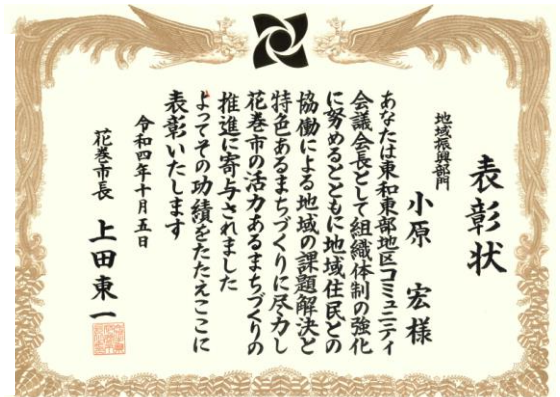 表彰状
地域振興部門
小原 宏様
あなたは東和東部地区コミュニティ
会議会長として組織体制の強化
に努めるとともに地域住民との
協働による地域の課題解決と
特色あるまちづくりに尽力し
花巻市の活力あるまちづくりの
推進に寄与されました
よってその功績をたたえここに
表彰いたします
令和四年十月五日
花巻市長 上田東一